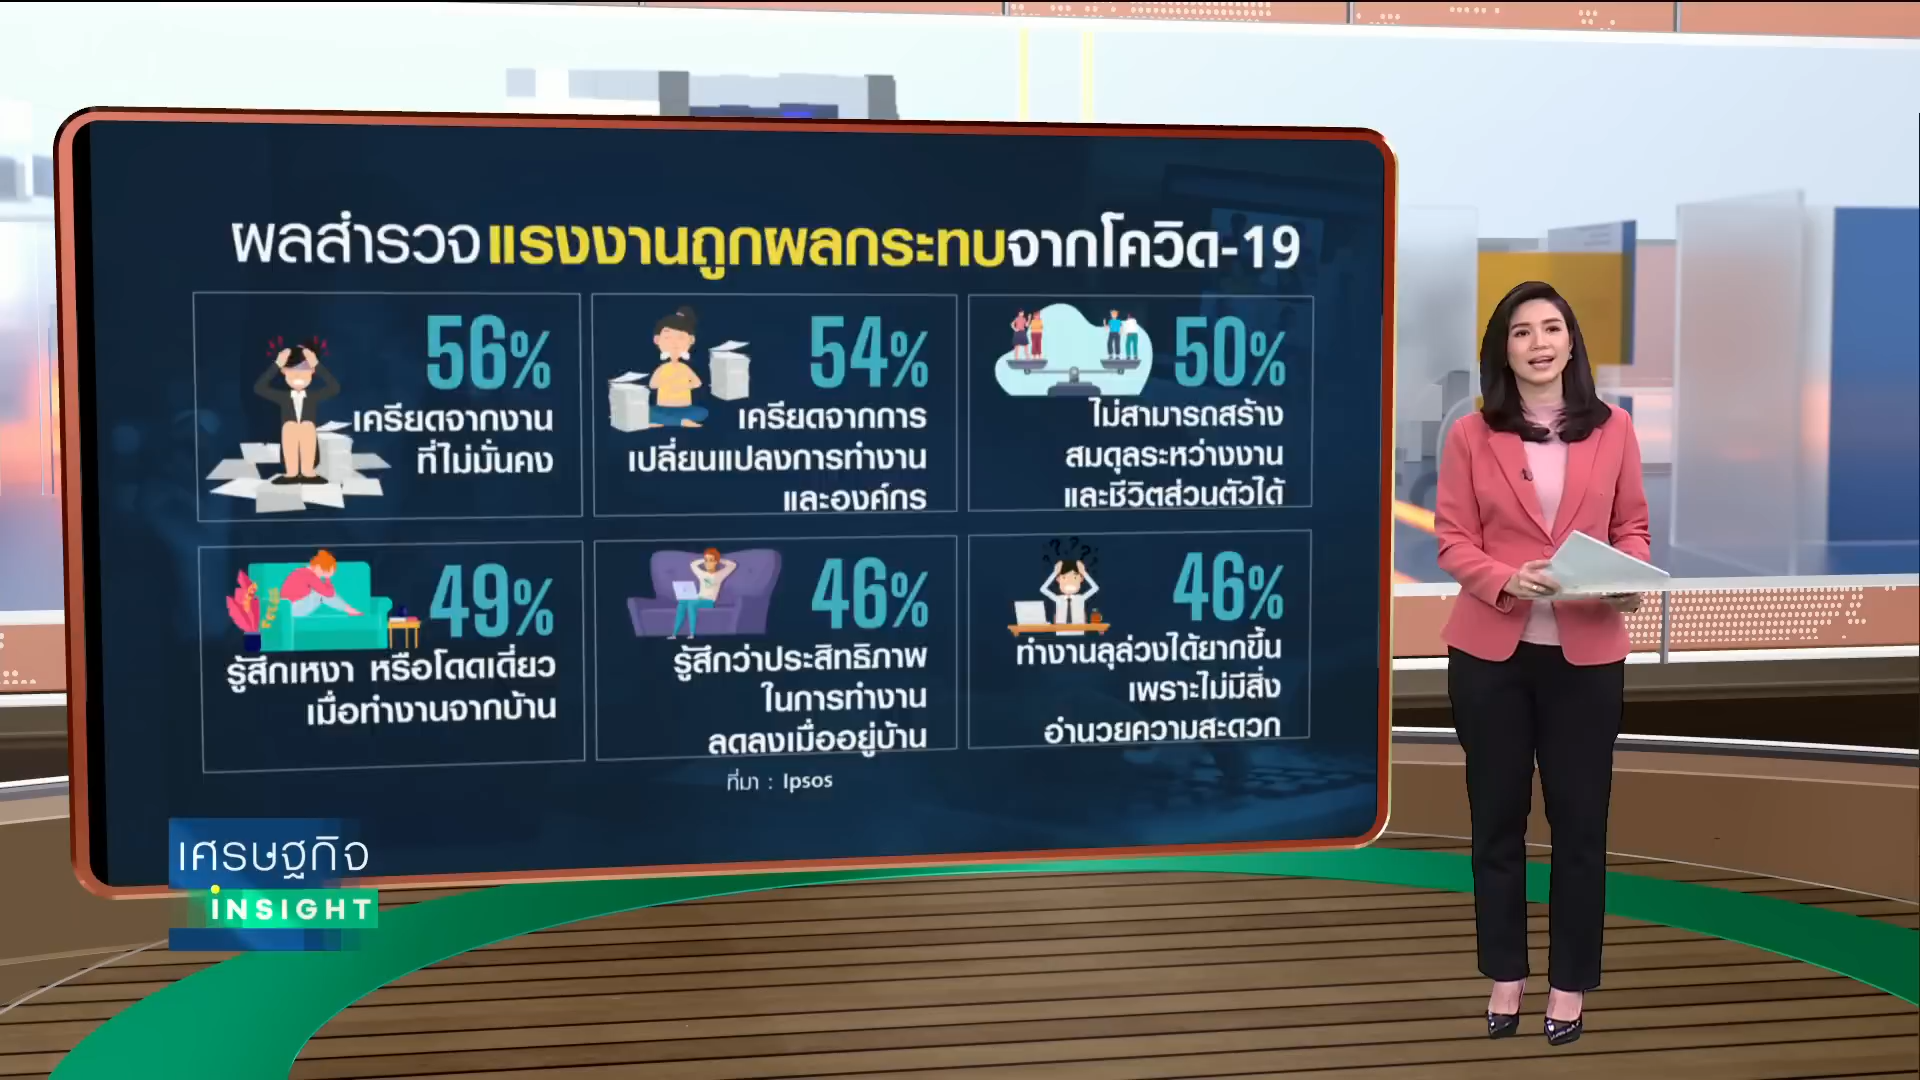 ผลสำรวจแรงงานถูกผลกระทบจากโควิด-19
56%
เครียดจากงาน
ที่ไม่มั่นคง
54%
เครียดจากการ
เปลี่ยนแปลงการทำงาน
และองค์กร
50%
ไม่สามารถสร้าง
สมดุลระหว่างงาน
และชีวิตส่วนตัวได้
49%
รู้สึกเหงา หรือโดดเดี่ยว
เมื่อทำงานจากบ้าน
46%
รู้สึกว่าประสิทธิภาพ
ในการทำงาน
ลดลงเมื่ออยู่บ้าน
46%
ทำงานลุล่วงได้ยากขึ้น
เพราะไม่มีสิ่ง
อำนวยความสะดวก
ที่มา : Ipsos
เศรษฐกิจ
INSIGHT